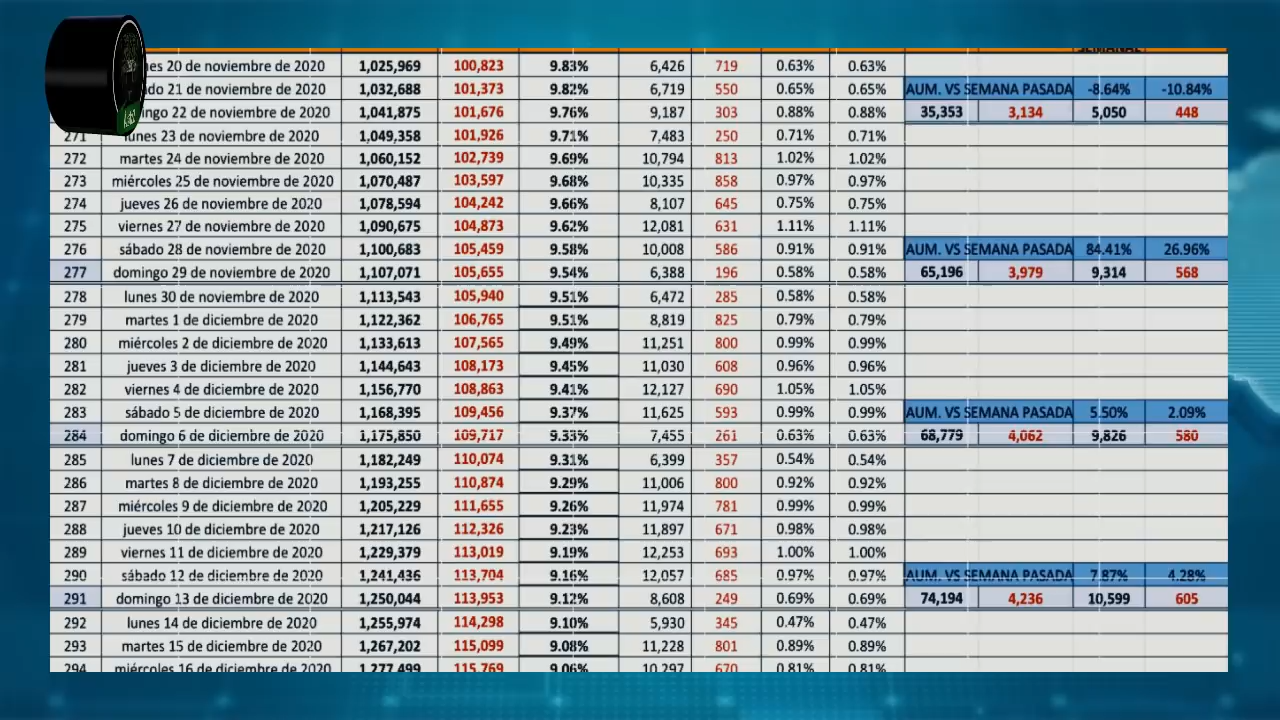 es 20 de noviembre de 2020 1,025,969 100,823 9.83% 6,426 719 0.63% 0.63%
do 21 de noviembre de 2020 1,032,688 101,373 9.82% 6,719 550 0.65% 0.65% AUM. VS SEMANA PASADA -8.64% -10.84%
ingo 22 de noviembre de 2020 1,041,875 101,676 9.76% 9,187 303 0.88% 0.88% 35,353 3,134 5,050 448
271 lunes 23 de noviembre de 2020 1,049,358 101,926 9.71% 7,483 250 0.71% 0.71%
272 martes 24 de noviembre de 2020 1,060,152 102,739 9.69% 10,794 813 1.02% 1.02%
273 miércoles 25 de noviembre de 2020 1,070,487 103,597 9.68% 10,335 858 0.97% 0.97%
274 jueves 26 de noviembre de 2020 1,078,594 104,242 9.66% 8,107 645 0.75% 0.75%
275 viernes 27 de noviembre de 2020 1,090,675 104,873 9.62% 12,081 631 1.11% 1.11%
276 sábado 28 de noviembre de 2020 1,100,683 105,459 9.58% 10,008 586 0.91% 0.91% AUM. VS SEMANA PASADA 84.41% 26.96%
277 domingo 29 de noviembre de 2020 1,107,071 105,655 9.54% 6,388 196 0.58% 0.58% 65,196 3,979 9,314 568
278 lunes 30 de noviembre de 2020 1,113,543 105,940 9.51% 6,472 285 0.58% 0.58%
279 martes 1 de diciembre de 2020 1,122,362 106,765 9.51% 8,819 825 0.79% 0.79%
280 miércoles 2 de diciembre de 2020 1,133,613 107,565 9.49% 11,251 800 0.99% 0.99%
281 jueves 3 de diciembre de 2020 1,144,643 108,173 9.45% 11,030 608 0.96% 0.96%
282 viernes 4 de diciembre de 2020 1,156,770 108,863 9.41% 12,127 690 1.05% 1.05%
283 sábado 5 de diciembre de 2020 1,168,395 109,456 9.37% 11,625 593 0.99% 0.99% AUM. VS SEMANA PASADA 5.50% 2.09%
284 domingo 6 de diciembre de 2020 1,175,850 109,717 9.33% 7,455 261 0.63% 0.63% 68,779 4,062 9,826 580
285 lunes 7 de diciembre de 2020 1,182,249 110,074 9.31% 6,399 357 0.54% 0.54%
286 martes 8 de diciembre de 2020 1,193,255 110,874 9.29% 11,006 800 0.92% 0.92%
287 miércoles 9 de diciembre de 2020 1,205,229 111,655 9.26% 11,974 781 0.99% 0.99%
288 jueves 10 de diciembre de 2020 1,217,126 112,326 9.23% 11,897 671 0.98% 0.98%
289 viernes 11 de diciembre de 2020 1,229,379 113,019 9.19% 12,253 693 1.00% 1.00%
290 sábado 12 de diciembre de 2020 1,241,436 113,704 9.16% 12,057 685 0.97% 0.97% AUM. VS SEMANA PASADA 7.87% 4.28%
291 domingo 13 de diciembre de 2020 1,250,044 113,953 9.12% 8,608 249 0.69% 0.69% 74,194 4,236 10,599 605
292 lunes 14 de diciembre de 2020 1,255,974 114,298 9.10% 5,930 345 0.47% 0.47%
293 martes 15 de diciembre de 2020 1,267,202 115,099 9.08% 11,228 801 0.89% 0.89%
294 miércoles 16 de diciembre de 2020 1,277,499 115,769 9.06% 10,297 670 0.81% 0.81%